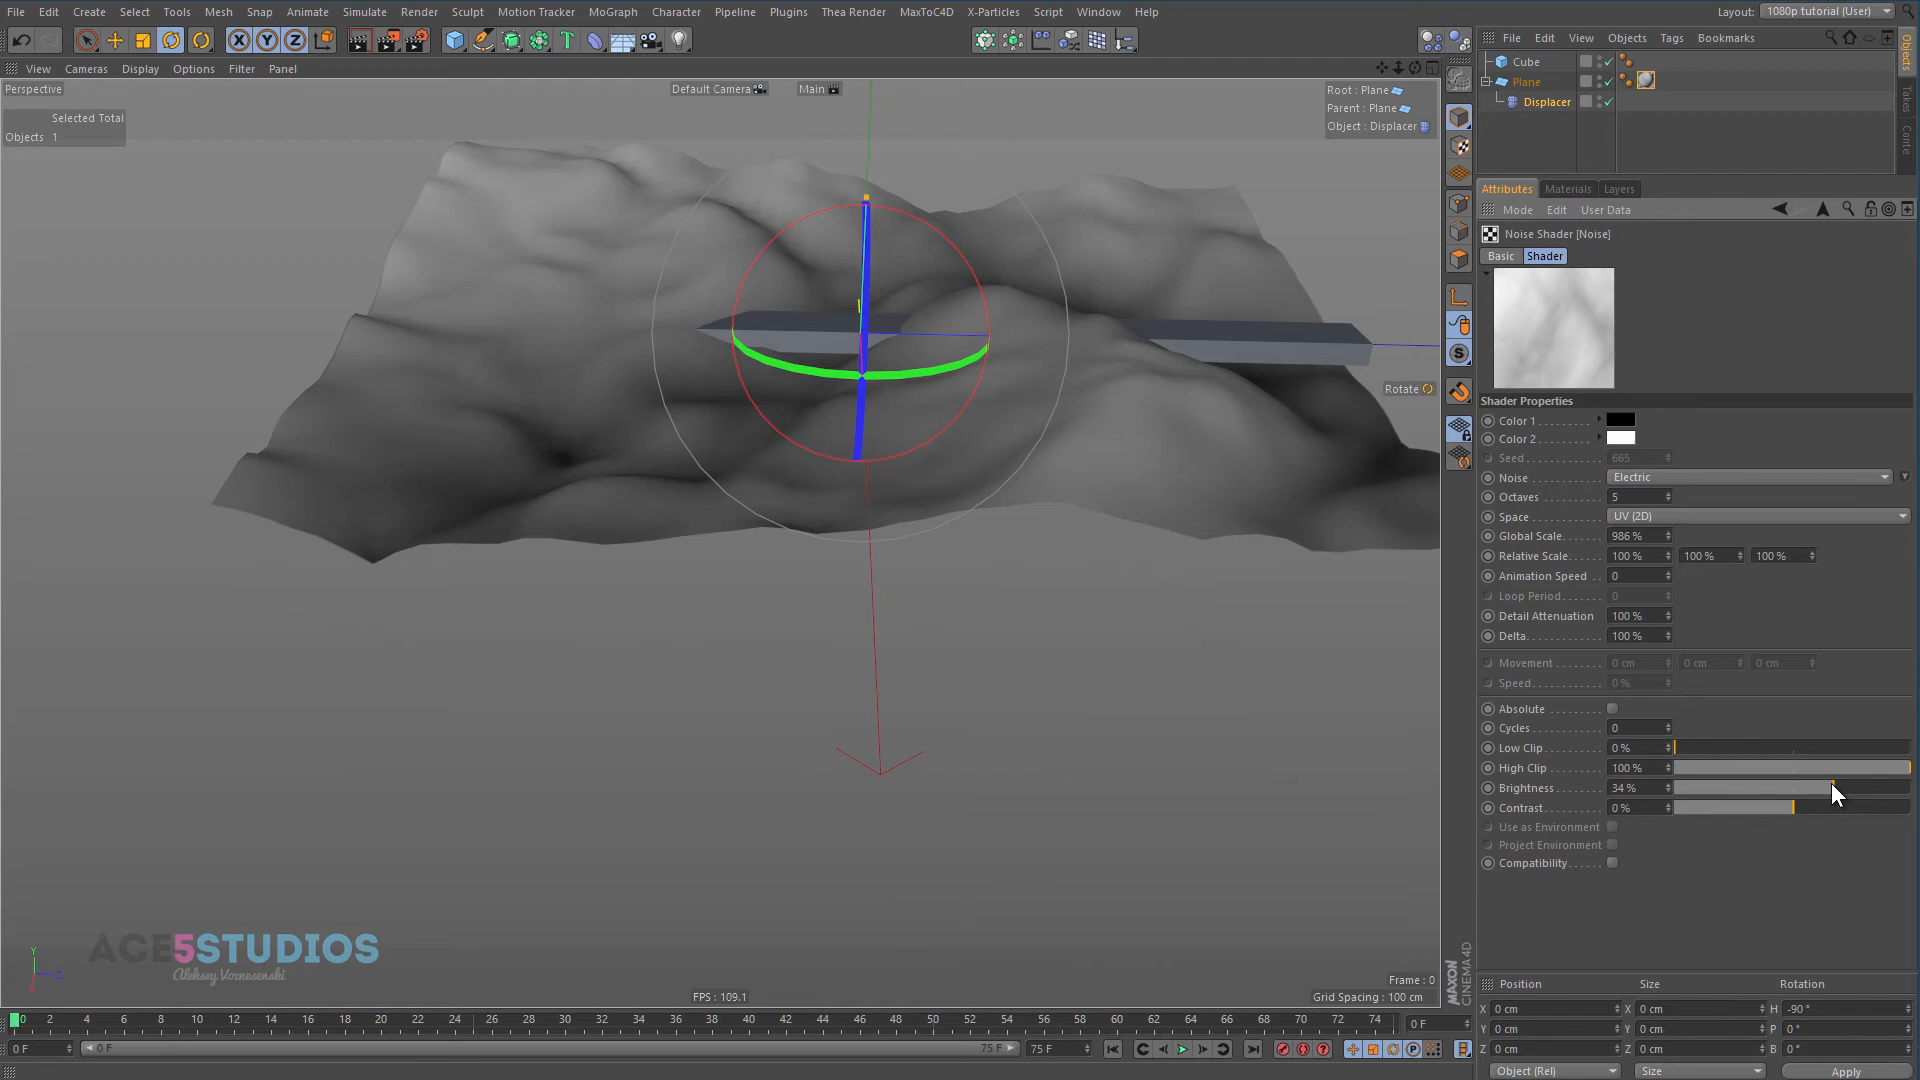 File Edit Create Select Tools Mesh Snap Animate Simulate Render Sculpt Motion Tracker MoGraph Character Pipeline Plugins Thea Render MaxToC4D X-Particles Script Window Help Layout: 1080p tutorial (User)
File Edit View Objects Tags Bookmarks
View Cameras Display Options Filter Panel
Perspective Default Camera Main
Root : Plane
Parent : Plane
Object : Displacer
Selected Total
Objects 1
Cube
Plane
Displacer
Objects
Takes
Conte
Attributes Materials Layers
Mode Edit User Data
Noise Shader [Noise]
Basic Shader
Rotate
Shader Properties
Color 1
Color 2
Seed 665
Noise Electric
Octaves 5
Space UV (2D)
Global Scale 986 %
Relative Scale 100 % 100 % 100 %
Animation Speed 0
Loop Period 0
Detail Attenuation 100 %
Delta 100 %
Movement 0 cm 0 cm 0 cm
Speed 0 %
Absolute
Cycles 0
Low Clip 0 %
High Clip 100 %
Brightness 34 %
Contrast 0 %
Use as Environment
Project Environment
Compatibility
ACE5STUDIOS
Aleksey Voznesenski
Y
Z
X
FPS : 109.1
Frame : 0
Grid Spacing : 100 cm
MAXON
CINEMA 4D
0 2 4 6 8 10 12 14 16 18 20 22 24 26 28 30 32 34 36 38 40 42 44 46 48 50 52 54 56 58 60 62 64 66 68 70 72 74 0 F
0 F 0 F 75 F 75 F
Position Size Rotation
X 0 cm X 0 cm H -90 °
Y 0 cm Y 0 cm P 0 °
Z 0 cm Z 0 cm B 0 °
Object (Rel) Size Apply